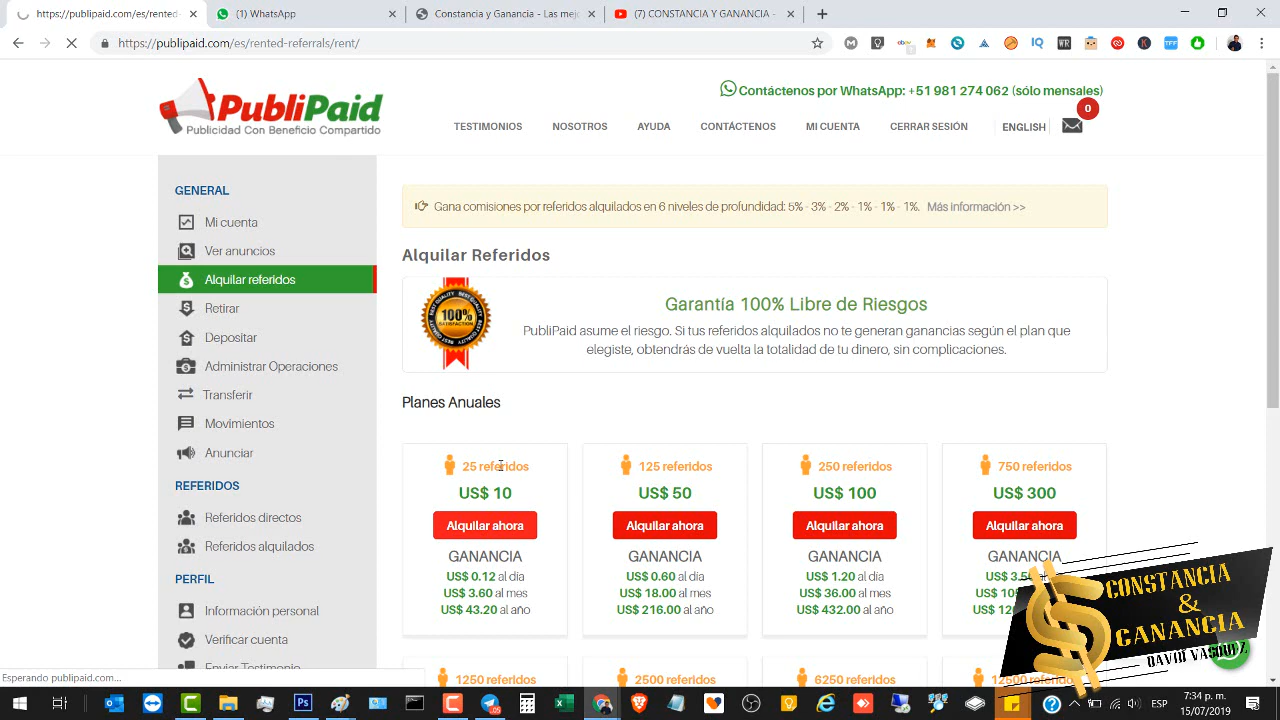 https://publipaid.com/es/rented-
(1) WhatsApp
Constancia y Ganancia - Las mej
(7) CONSTANCIA Y GANANCIA -
https://publipaid.com/es/rented-referrals/rent/
PubliPaid
Publicidad Con Beneficio Compartido
Contáctenos por WhatsApp: +51 981 274 062 (sólo mensales)
0
TESTIMONIOS
NOSOTROS
AYUDA
CONTÁCTENOS
MI CUENTA
CERRAR SESIÓN
ENGLISH
GENERAL
Mi cuenta
Ver anuncios
Alquilar referidos
Retirar
Depositar
Administrar Operaciones
Transferir
Movimientos
Anunciar
REFERIDOS
Referidos directos
Referidos alquilados
PERFIL
Información personal
Verificar cuenta
Enviar Testimonio
Gana comisiones por referidos alquilados en 6 niveles de profundidad: 5% - 3% - 2% - 1% - 1% - 1%. Más información >>
Alquilar Referidos
100%
Garantía 100% Libre de Riesgos
PubliPaid asume el riesgo. Si tus referidos alquilados no te generan ganancias según el plan que
elegiste, obtendrás de vuelta la totalidad de tu dinero, sin complicaciones.
Planes Anuales
25 referidos
US$ 10
Alquilar ahora
GANANCIA
US$ 0.12 al día
US$ 3.60 al mes
US$ 43.20 al año
125 referidos
US$ 50
Alquilar ahora
GANANCIA
US$ 0.60 al día
US$ 18.00 al mes
US$ 216.00 al año
250 referidos
US$ 100
Alquilar ahora
GANANCIA
US$ 1.20 al día
US$ 36.00 al mes
US$ 432.00 al año
750 referidos
US$ 300
Alquilar ahora
GANANCIA
1250 referidos
2500 referidos
6250 referidos
12500 referidos
CONSTANCIA
&
GANANCIA
DAVID VASQUEZ
Esperando publipaid.com...
ESP
7:34 p. m.
15/07/2019